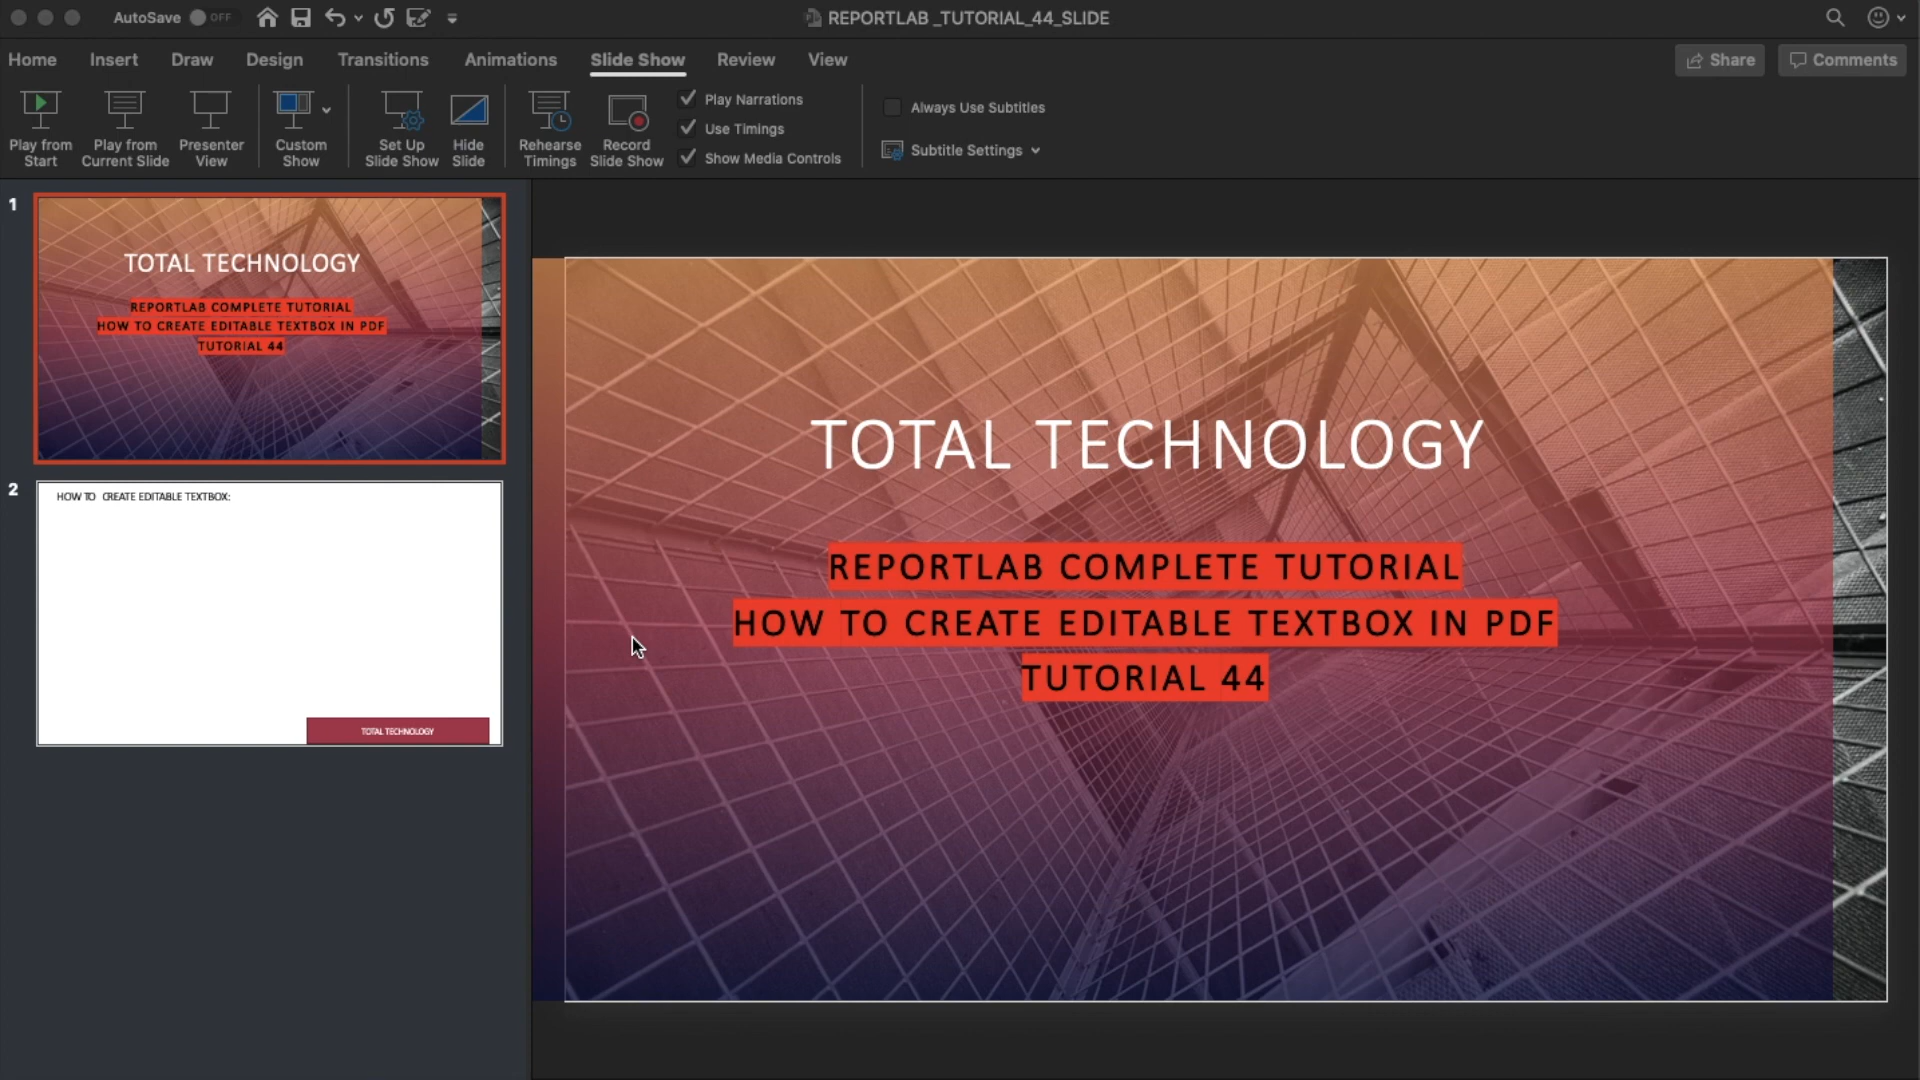 AutoSave OFF
REPORTLAB _TUTORIAL_44_SLIDE
Home Insert Draw Design Transitions Animations Slide Show Review View
Share Comments
Play from Start
Play from Current Slide
Presenter View
Custom Show
Set Up Slide Show
Hide Slide
Rehearse Timings
Record Slide Show
Play Narrations
Use Timings
Show Media Controls
Always Use Subtitles
Subtitle Settings
1
TOTAL TECHNOLOGY
REPORTLAB COMPLETE TUTORIAL
HOW TO CREATE EDITABLE TEXTBOX IN PDF
TUTORIAL 44
2
HOW TO CREATE EDITABLE TEXTBOX:
TOTAL TECHNOLOGY
TOTAL TECHNOLOGY
REPORTLAB COMPLETE TUTORIAL
HOW TO CREATE EDITABLE TEXTBOX IN PDF
TUTORIAL 44